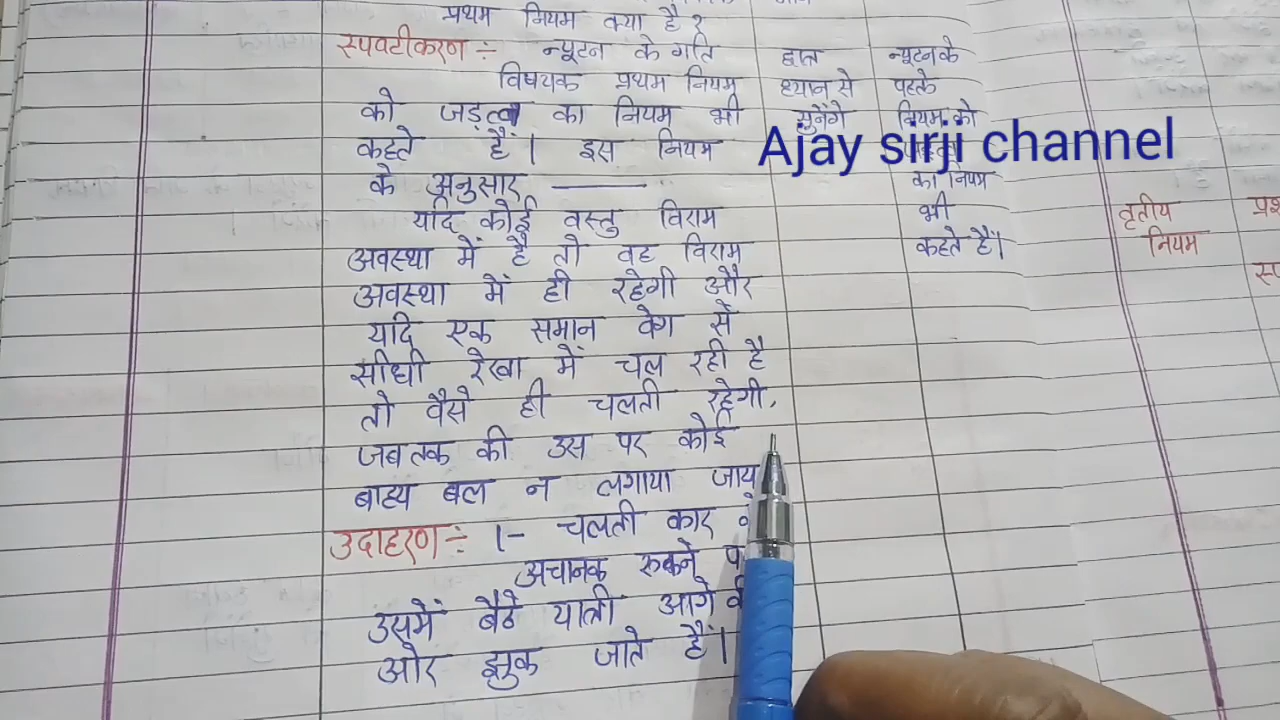 प्रथम नियम क्या है ?
स्पवटीकरण ÷ न्यूटन के गति
विषयक प्रथम नियम
को जड़त्व का नियम भी
कहते हैं। इस नियम
के अनुसार ———
यदि कोई वस्तु विराम
अवस्था में है तो वह विराम
अवस्था में ही रहेगी और
यदि एक समान वेग से
सीधी रेखा में चल रही है
तो वैसे ही चलती रहेगी,
जब तक की उस पर कोई
बाह्य बल न लगाया जाय
उदाहरण ÷ 1- चलती कार
अचानक रुकने
उसमें बैठे यात्री आगे
ओर झुक जाते हैं।
छात्र
ध्यान से
सुनेंगे
न्यूटन के
पहले
नियम को
का नियम
भी
कहते हैं।
Ajay sirji channel
तृतीय
नियम